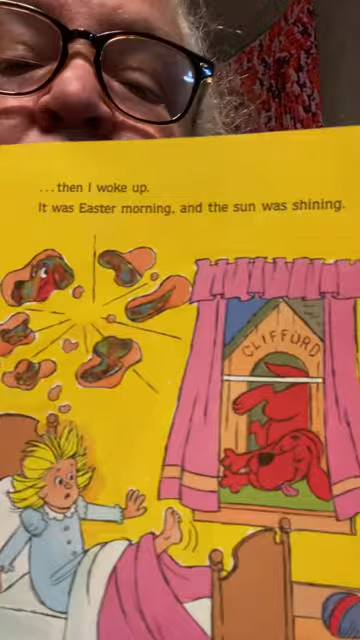 ...then I woke up.
It was Easter morning, and the sun was shining.
CLIFFORD